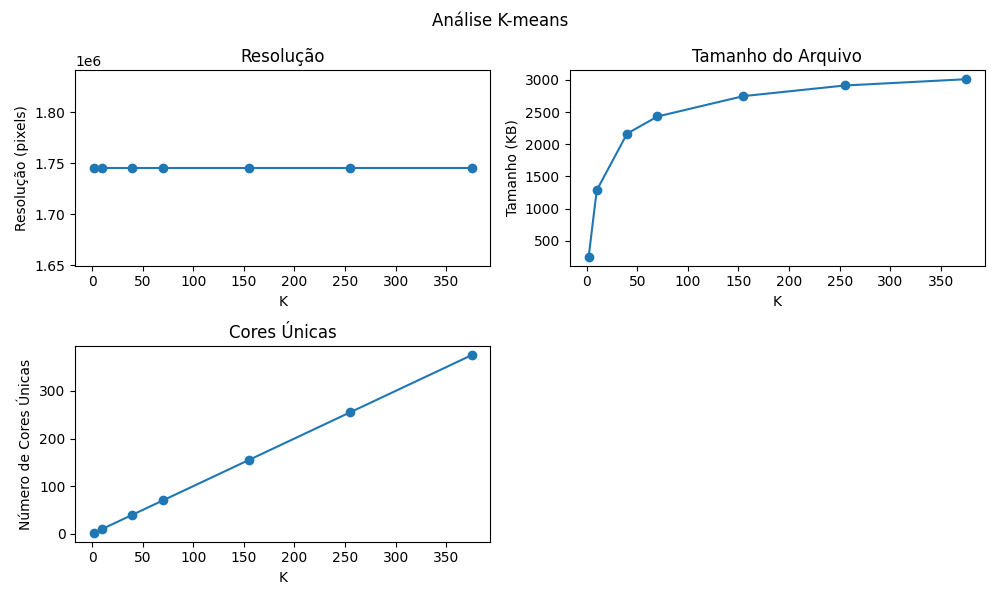 Análise K-means
Resolução
1e6
Resolução (pixels)
1.80
1.75
1.70
1.65
0 50 100 150 200 250 300 350
K
Tamanho do Arquivo
Tamanho (KB)
3000
2500
2000
1500
1000
500
0 50 100 150 200 250 300 350
K
Cores Únicas
Número de Cores Únicas
300
200
100
0
0 50 100 150 200 250 300 350
K